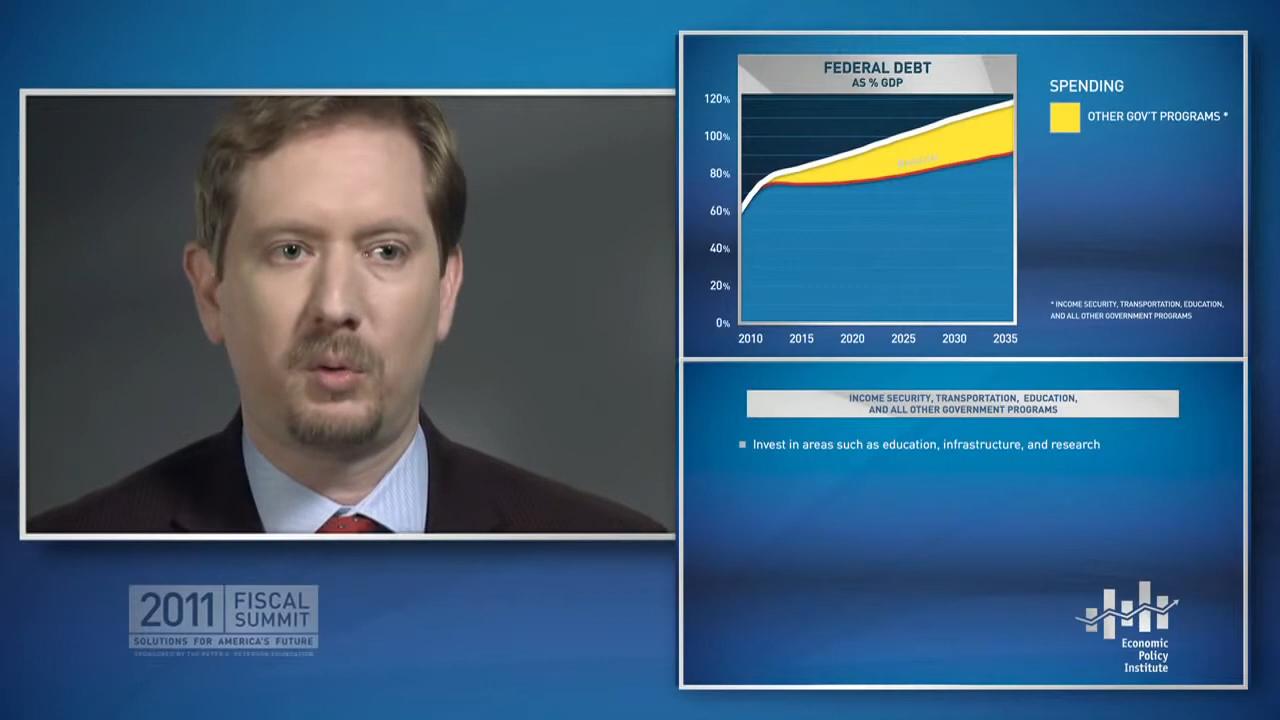 FEDERAL DEBT
AS % GDP
120%
100%
80%
60%
40%
20%
0%
2010 2015 2020 2025 2030 2035
SPENDING
OTHER GOV'T PROGRAMS *
* INCOME SECURITY, TRANSPORTATION, EDUCATION,
AND ALL OTHER GOVERNMENT PROGRAMS
INCOME SECURITY, TRANSPORTATION, EDUCATION,
AND ALL OTHER GOVERNMENT PROGRAMS
Invest in areas such as education, infrastructure, and research
2011 FISCAL
SUMMIT
SOLUTIONS FOR AMERICA'S FUTURE
Economic
Policy
Institute